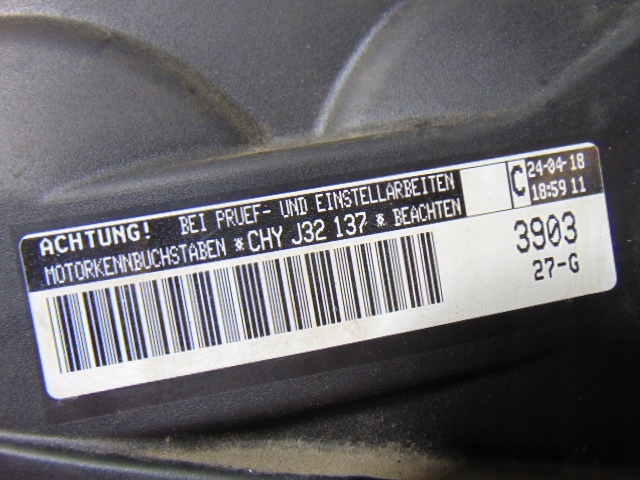 ACHTUNG! BEI PRUEF- UND EINSTELLARBEITEN
MOTORKENNBUCHSTABEN *CHY J32 137 * BEACHTEN
C
24-04-18
18:59 11
3903
27-G